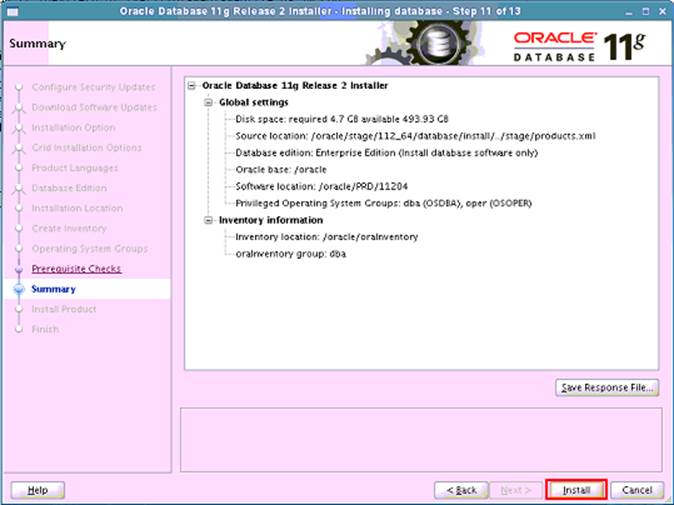 Oracle Database 11g Release 2 Installer - Installing database - Step 11 of 13
Summary
ORACLE
DATABASE
11g
Configure Security Updates
Download Software Updates
Installation Option
Grid Installation Options
Product Languages
Database Edition
Installation Location
Create Inventory
Operating System Groups
Prerequisite Checks
Summary
Install Product
Finish
Oracle Database 11g Release 2 Installer
Global settings
Disk space: required 4.7 GB available 493.93 GB
Source location: /oracle/stage/112_64/database/install/../stage/products.xml
Database edition: Enterprise Edition (Install database software only)
Oracle base: /oracle
Software location: /oracle/PRD/11204
Privileged Operating System Groups: dba (OSDBA), oper (OSOPER)
Inventory information
Inventory location: /oracle/oraInventory
oraInventory group: dba
Save Response File...
Help
< Back
Next >
Install
Cancel